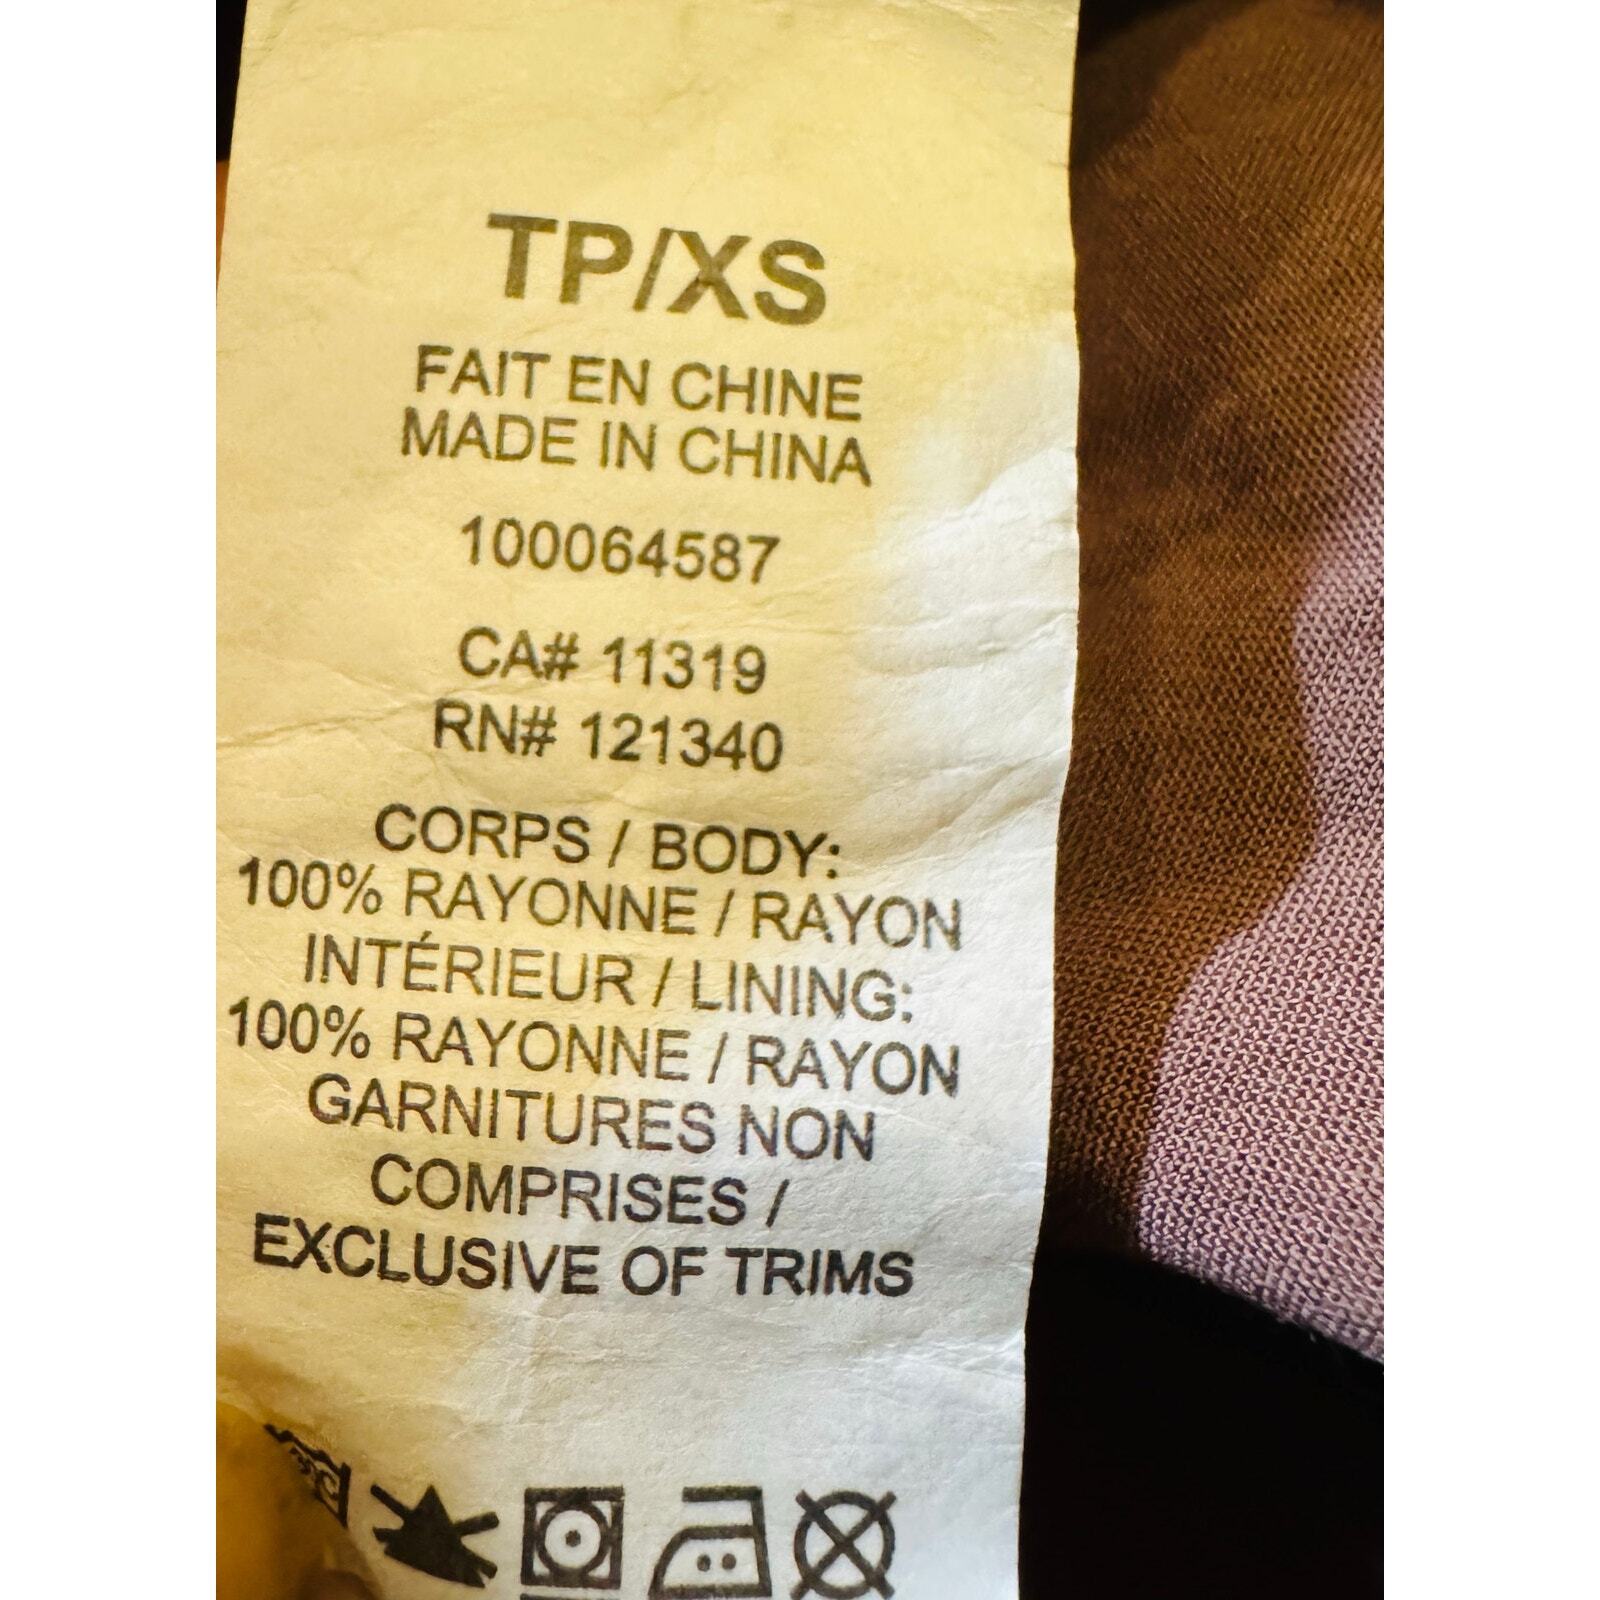 TP/XS
FAIT EN CHINE
MADE IN CHINA
100064587
CA# 11319
RN# 121340
CORPS / BODY:
100% RAYONNE / RAYON
INTÉRIEUR / LINING:
100% RAYONNE / RAYON
GARNITURES NON
COMPRISES /
EXCLUSIVE OF TRIMS